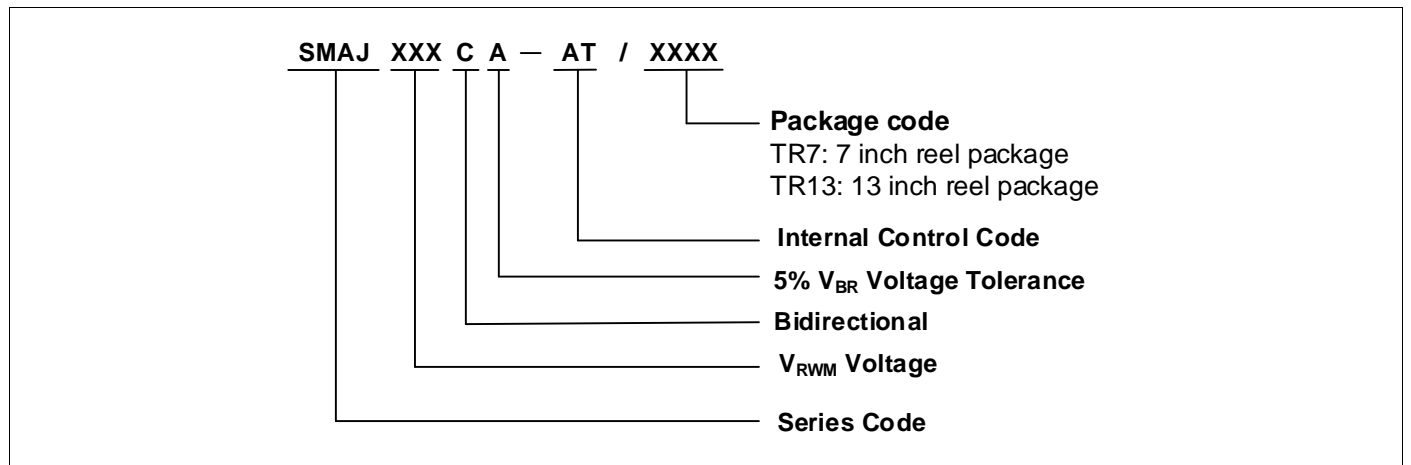 SMAJ XXX C A — AT / XXXX
Package code
TR7: 7 inch reel package
TR13: 13 inch reel package
Internal Control Code
5% VBR Voltage Tolerance
Bidirectional
VRWM Voltage
Series Code